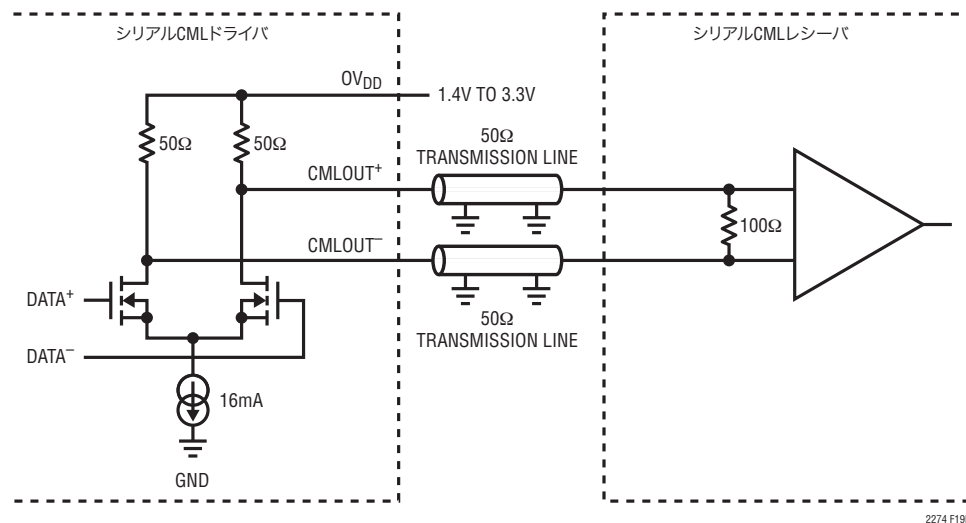 シリアルCMLドライバ
シリアルCMLレシーバ
OVDD
1.4V TO 3.3V
50Ω
50Ω
50Ω
TRANSMISSION LINE
CMLOUT+
100Ω
CMLOUT−
DATA+
50Ω
TRANSMISSION LINE
DATA−
16mA
GND
2274